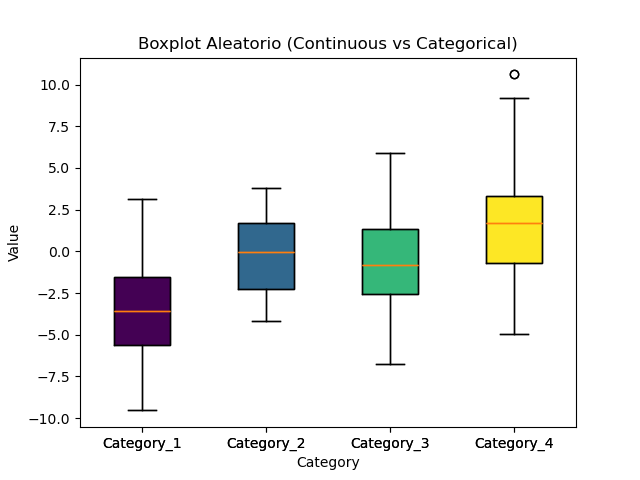 Boxplot Aleatorio (Continuous vs Categorical)
10.0
7.5
5.0
2.5
0.0
−2.5
−5.0
−7.5
−10.0
Value
Category_1 Category_2 Category_3 Category_4
Category